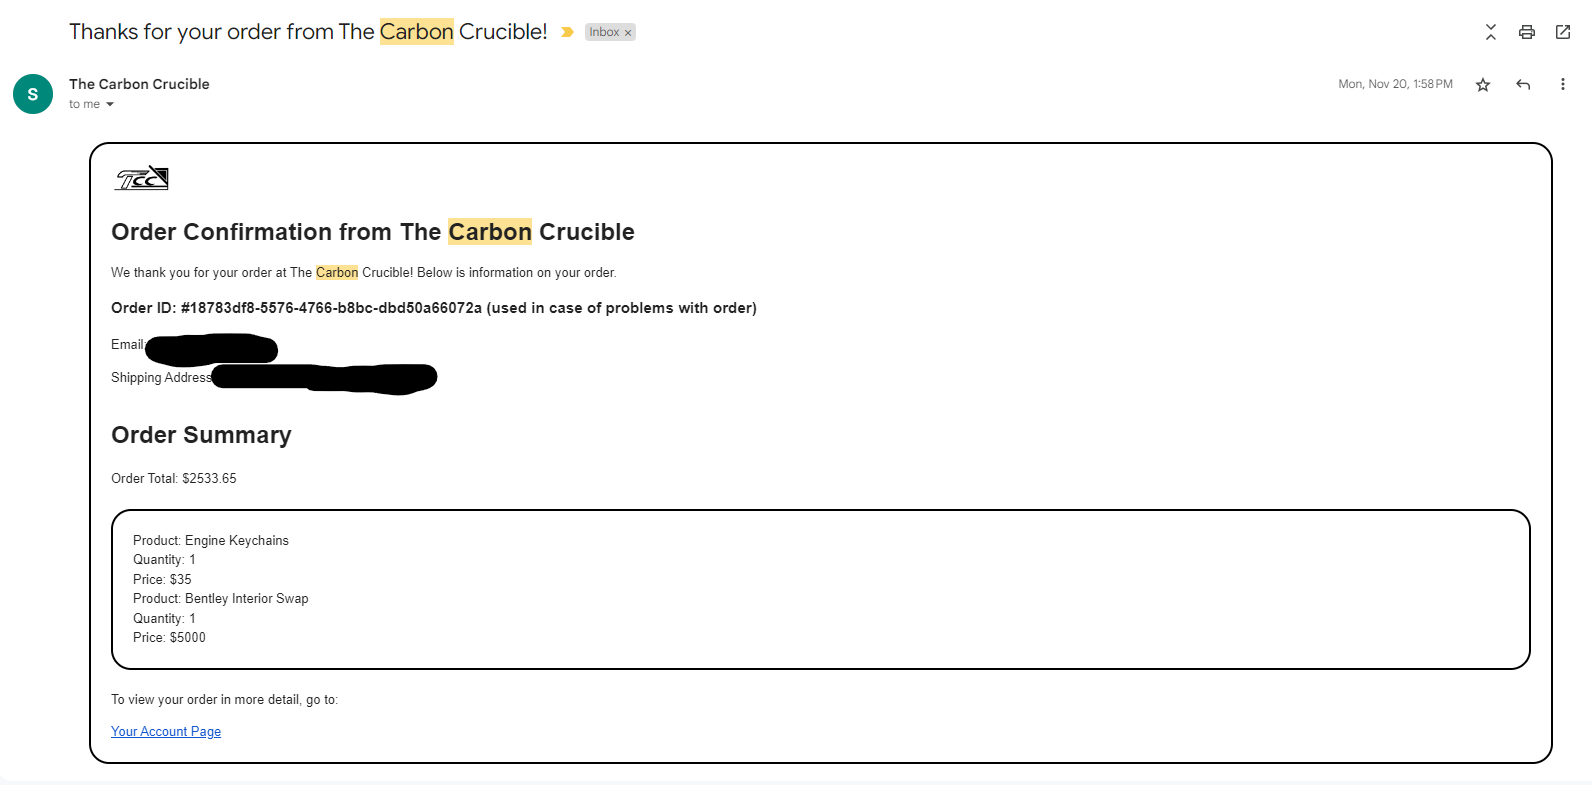 Thanks for your order from The Carbon Crucible!
Inbox ×
S
The Carbon Crucible
Mon, Nov 20, 1:58 PM
to me
TCC
Order Confirmation from The Carbon Crucible
We thank you for your order at The Carbon Crucible! Below is information on your order.
Order ID: #18783df8-5576-4766-b8bc-dbd50a66072a (used in case of problems with order)
Email:
Shipping Address
Order Summary
Order Total: $2533.65
Product: Engine Keychains
Quantity: 1
Price: $35
Product: Bentley Interior Swap
Quantity: 1
Price: $5000
To view your order in more detail, go to:
Your Account Page